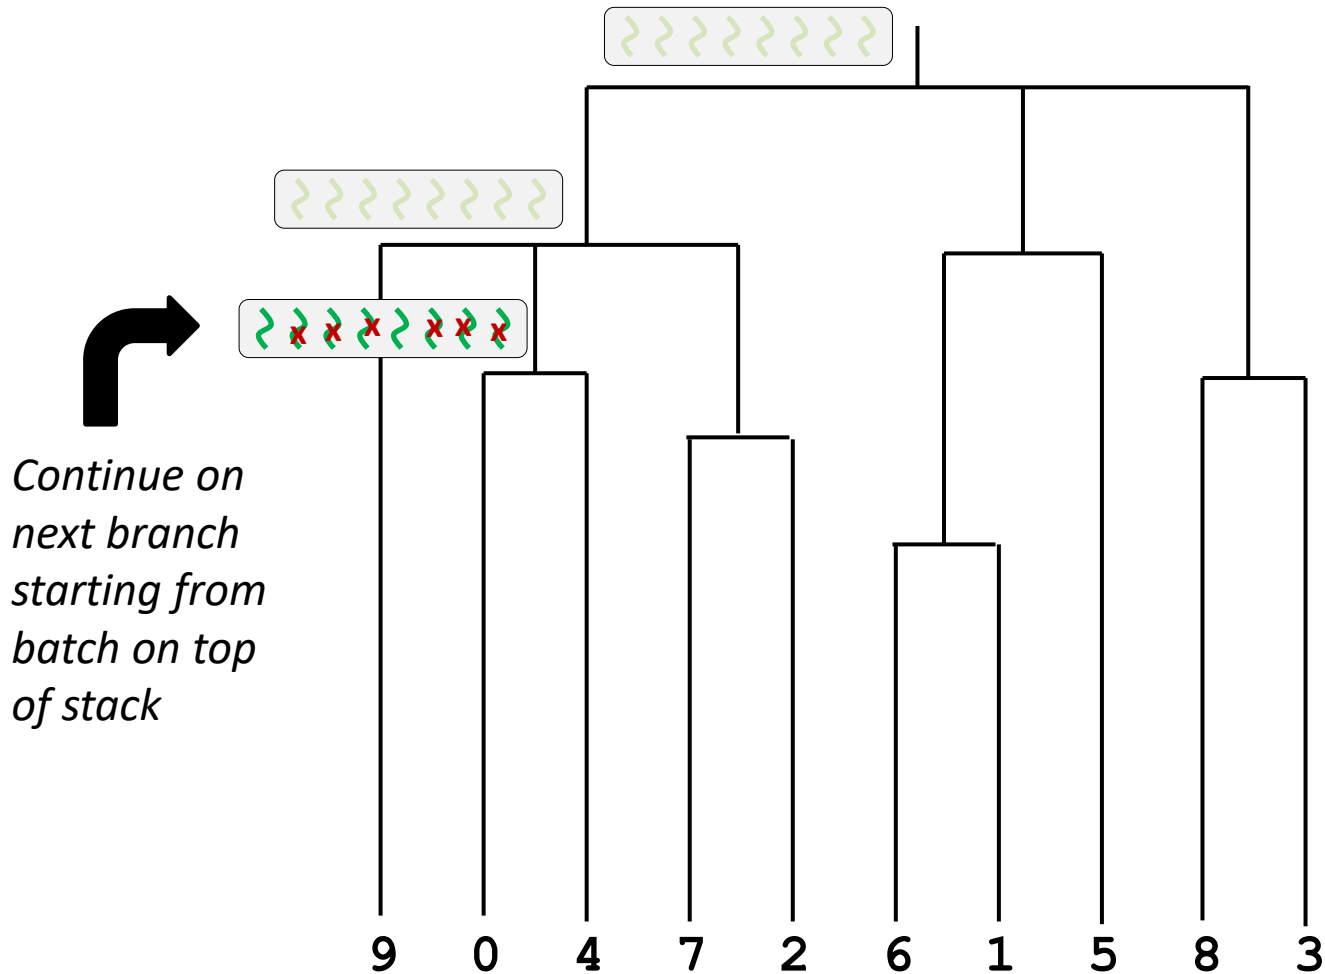 Continue on
next branch
starting from
batch on top
of stack
x x x x x x
9 0 4 7 2 6 1 5 8 3